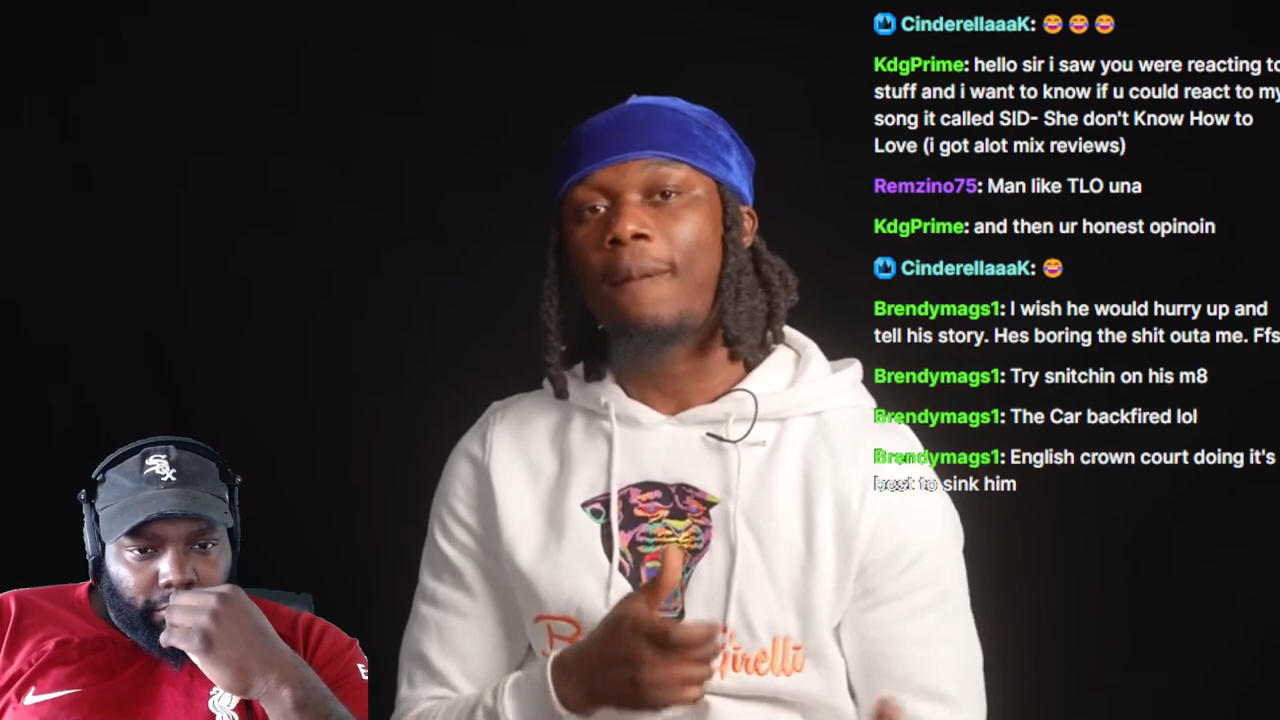 CinderellaaaK: 😂 😂 😂
KdgPrime: hello sir i saw you were reacting to
stuff and i want to know if u could react to my
song it called SID- She don't Know How to
Love (i got alot mix reviews)
Remzino75: Man like TLO una
KdgPrime: and then ur honest opinoin
CinderellaaaK: 😂
Brendymags1: I wish he would hurry up and
tell his story. Hes boring the shit outa me. Ffs
Brendymags1: Try snitchin on his m8
Brendymags1: The Car backfired lol
Brendymags1: English crown court doing it's
best to sink him
Sox